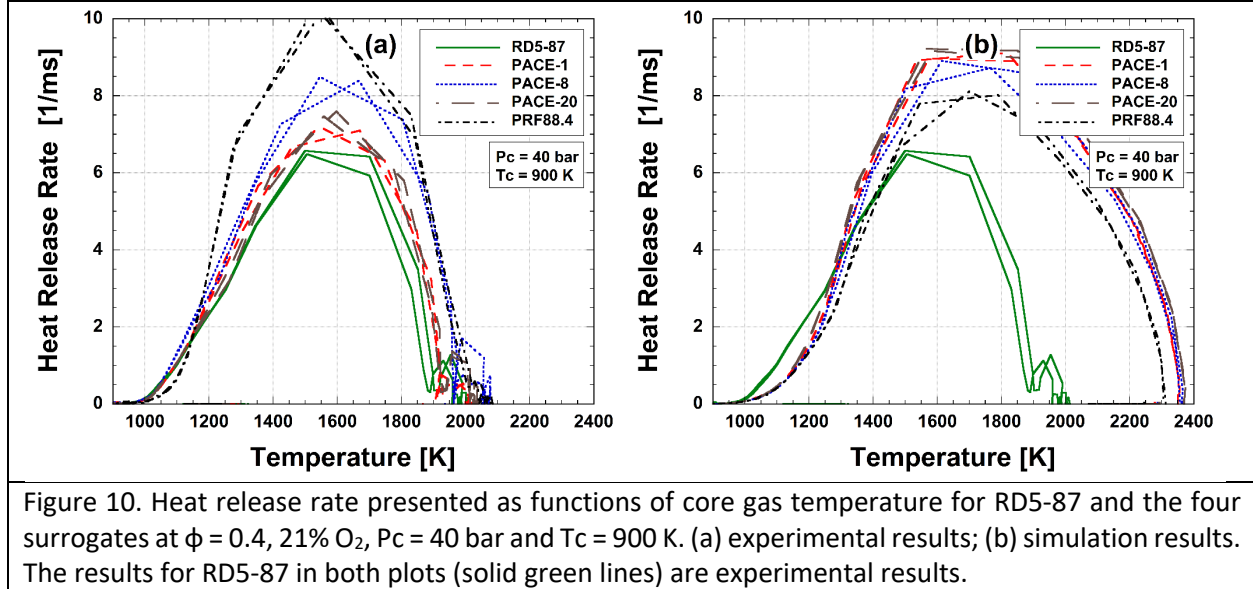 (a)
Heat Release Rate [1/ms]
10
8
6
4
2
0
RD5-87
PACE-1
PACE-8
PACE-20
PRF88.4
Pc = 40 bar
Tc = 900 K
1000 1200 1400 1600 1800 2000 2200 2400
Temperature [K]
(b)
Heat Release Rate [1/ms]
10
8
6
4
2
0
RD5-87
PACE-1
PACE-8
PACE-20
PRF88.4
Pc = 40 bar
Tc = 900 K
1000 1200 1400 1600 1800 2000 2200 2400
Temperature [K]
Figure 10. Heat release rate presented as functions of core gas temperature for RD5-87 and the four
surrogates at ϕ = 0.4, 21% O₂, Pc = 40 bar and Tc = 900 K. (a) experimental results; (b) simulation results.
The results for RD5-87 in both plots (solid green lines) are experimental results.